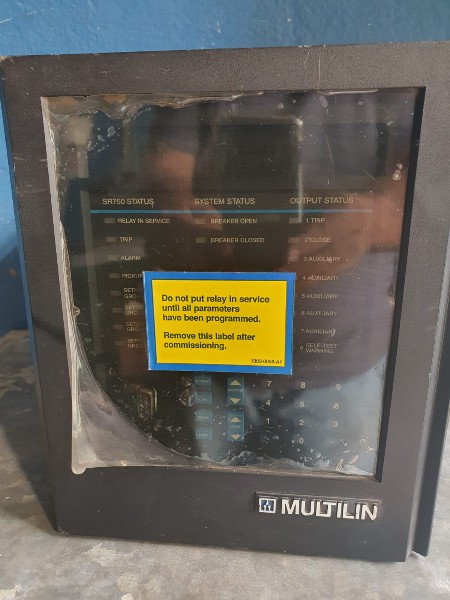 SR750 STATUS SYSTEM STATUS OUTPUT STATUS
RELAY IN SERVICE BREAKER OPEN 1 TRIP
TRIP BREAKER CLOSED 2 CLOSE
ALARM 3 AUXILIARY
4 AUXILIARY
5 AUXILIARY
6 AUXILIARY
7 AUXILIARY
8 SELF-TEST
WARNING
Do not put relay in service
until all parameters
have been programmed.
Remove this label after
commissioning.
7 8 9
4 5 6
1
0
MULTILIN